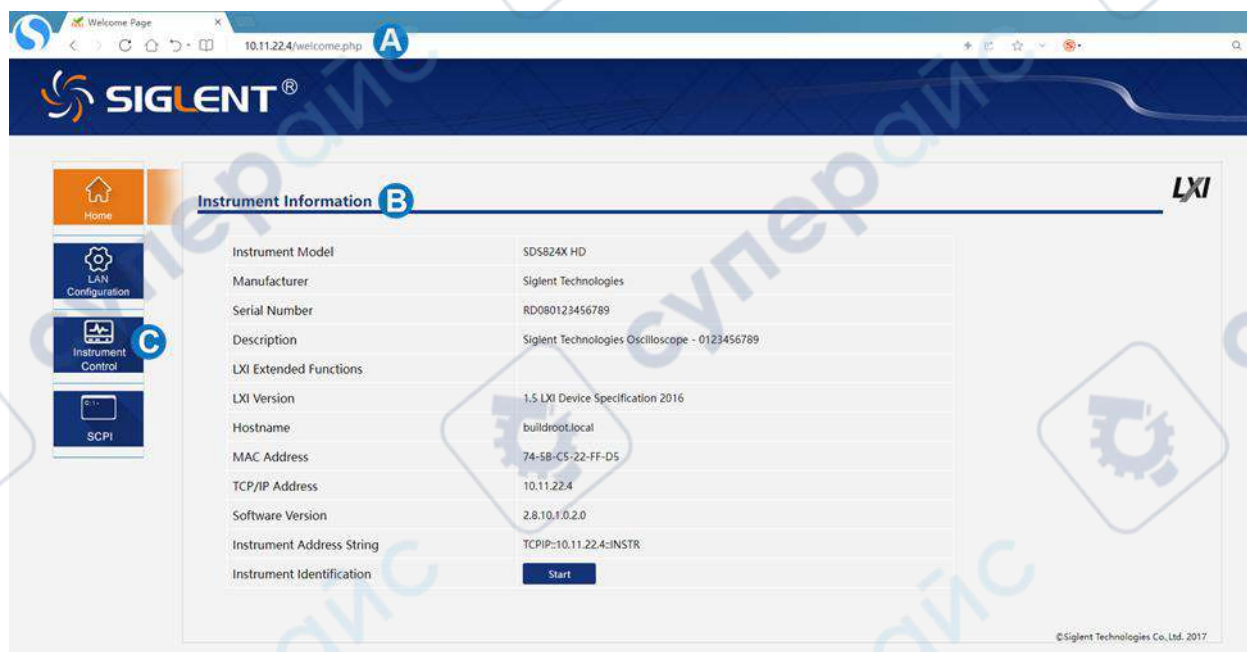 Welcome Page
10.11.22.4/welcome.php A
SIGLENT®
Home
LAN
Configuration
Instrument
Control
C
SCPI
Instrument Information B
LXI
Instrument Model SDS824X HD
Manufacturer Siglent Technologies
Serial Number RD080123456789
Description Siglent Technologies Oscilloscope - 0123456789
LXI Extended Functions
LXI Version 1.5 LXI Device Specification 2016
Hostname buildroot.local
MAC Address 74-5B-C5-22-FF-D5
TCP/IP Address 10.11.22.4
Software Version 2.8.10.1.0.2.0
Instrument Address String TCPIP::10.11.22.4::INSTR
Instrument Identification Start
©Siglent Technologies Co.,Ltd. 2017
суперайс
суперайс